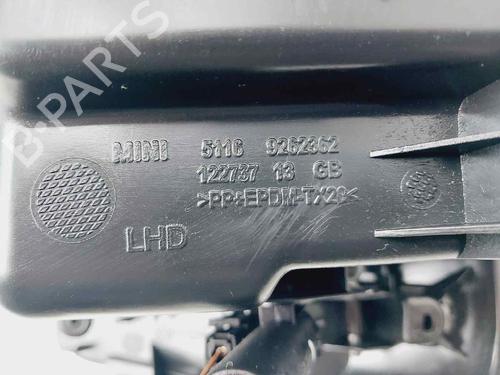 B-PARTS
MINI 5116 9262362
122737 13 GB
>PP+EPDM-TX20<
LHD